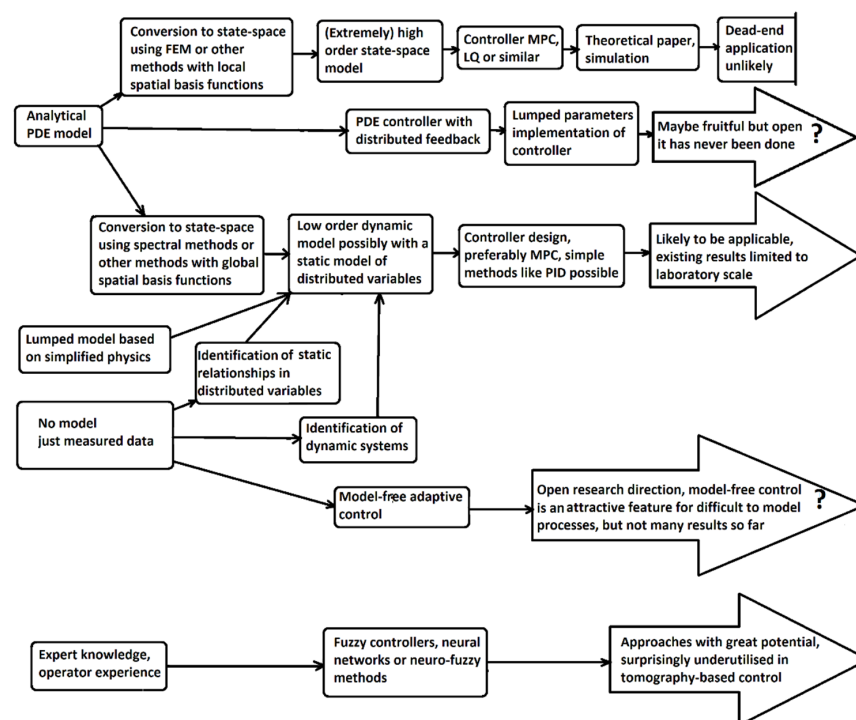 Conversion to state-space
using FEM or other
methods with local
spatial basis functions
(Extremely) high
order state-space
model
Controller MPC,
LQ or similar
Theoretical paper,
simulation
Dead-end
application
unlikely
Analytical
PDE model
PDE controller with
distributed feedback
Lumped parameters
implementation of
controller
Maybe fruitful but open
it has never been done
?
Conversion to state-space
using spectral methods or
other methods with global
spatial basis functions
Low order dynamic
model possibly with a
static model of
distributed variables
Controller design,
preferably MPC, simple
methods like PID possible
Likely to be applicable,
existing results limited to
laboratory scale
Lumped model based
on simplified physics
Identification of static
relationships in
distributed variables
No model
just measured data
Identification of
dynamic systems
Model-free adaptive
control
Open research direction, model-free control
is an attractive feature for difficult to model
processes, but not many results so far
?
Expert knowledge,
operator experience
Fuzzy controllers, neural
networks or neuro-fuzzy
methods
Approaches with great potential,
surprisingly underutilised in
tomography-based control